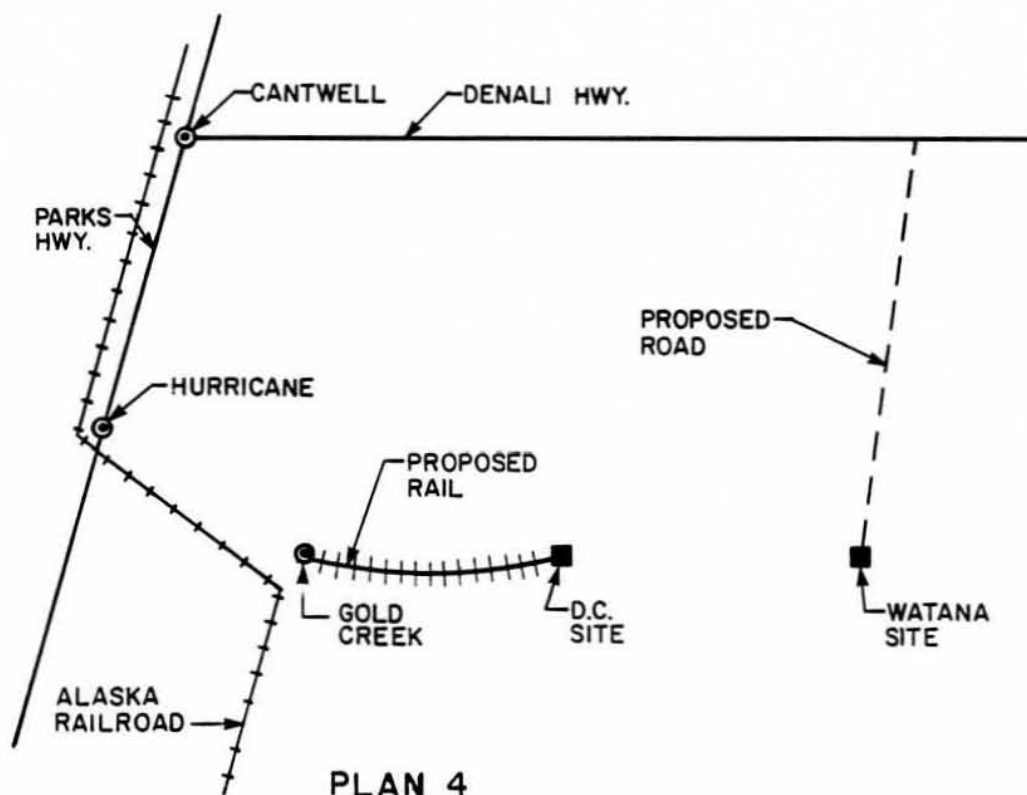 CANTWELL
DENALI HWY.
PARKS
HWY.
PROPOSED
ROAD
HURRICANE
PROPOSED
RAIL
GOLD
CREEK
D.C.
SITE
WATANA
SITE
ALASKA
RAILROAD
PLAN 4